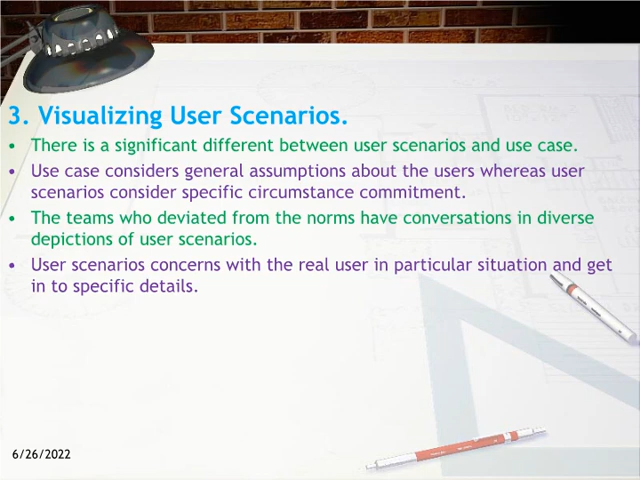 3. Visualizing User Scenarios.
• There is a significant different between user scenarios and use case.
• Use case considers general assumptions about the users whereas user
scenarios consider specific circumstance commitment.
• The teams who deviated from the norms have conversations in diverse
depictions of user scenarios.
• User scenarios concerns with the real user in particular situation and get
in to specific details.
6/26/2022